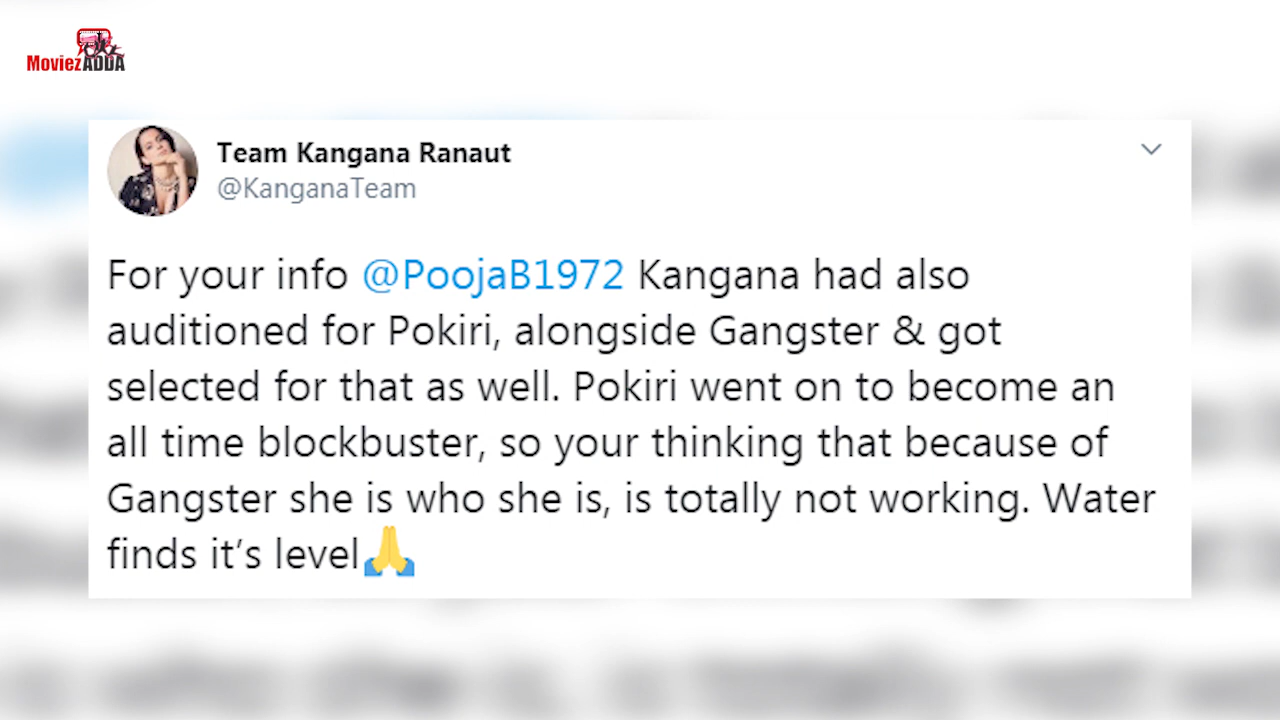 MoviezADDA
Team Kangana Ranaut
@KanganaTeam
For your info @PoojaB1972 Kangana had also
auditioned for Pokiri, alongside Gangster & got
selected for that as well. Pokiri went on to become an
all time blockbuster, so your thinking that because of
Gangster she is who she is, is totally not working. Water
finds it’s level🙏